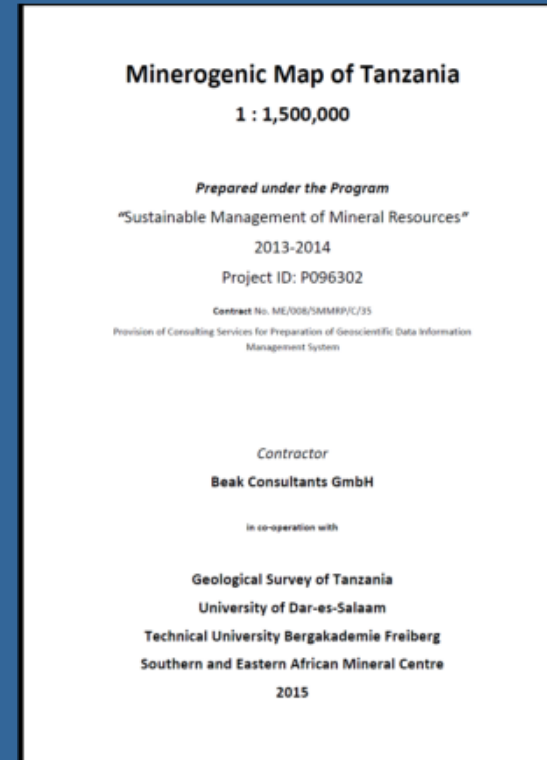 Minerogenic Map of Tanzania
1 : 1,500,000
Prepared under the Program
"Sustainable Management of Mineral Resources"
2013-2014
Project ID: P096302
Contract No. ME/008/SMMRP/C/35
Provision of Consulting Services for Preparation of Geoscientific Data Information
Management System
Contractor
Beak Consultants GmbH
in co-operation with
Geological Survey of Tanzania
University of Dar-es-Salaam
Technical University Bergakademie Freiberg
Southern and Eastern African Mineral Centre
2015